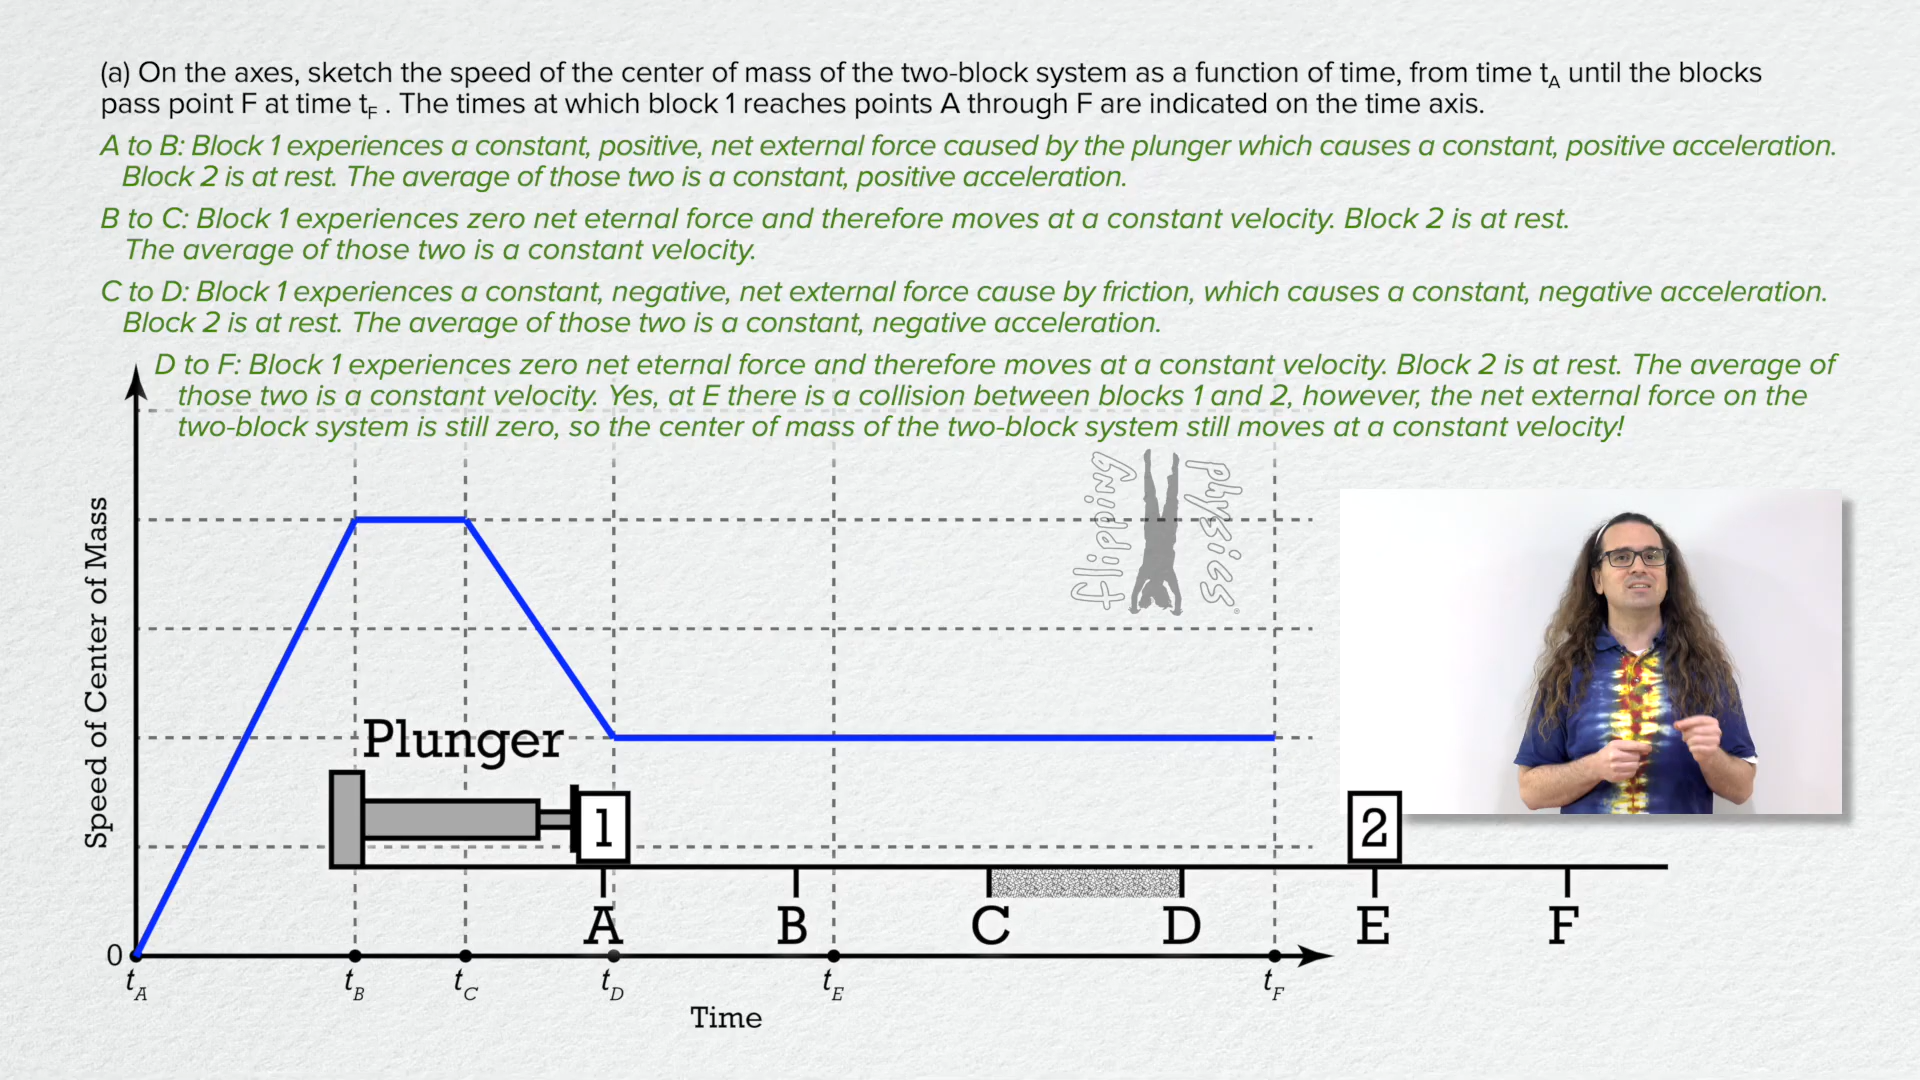 (a) On the axes, sketch the speed of the center of mass of the two-block system as a function of time, from time tA until the blocks
pass point F at time tF . The times at which block 1 reaches points A through F are indicated on the time axis.
A to B: Block 1 experiences a constant, positive, net external force caused by the plunger which causes a constant, positive acceleration.
Block 2 is at rest. The average of those two is a constant, positive acceleration.
B to C: Block 1 experiences zero net eternal force and therefore moves at a constant velocity. Block 2 is at rest.
The average of those two is a constant velocity.
C to D: Block 1 experiences a constant, negative, net external force cause by friction, which causes a constant, negative acceleration.
Block 2 is at rest. The average of those two is a constant, negative acceleration.
D to F: Block 1 experiences zero net eternal force and therefore moves at a constant velocity. Block 2 is at rest. The average of
those two is a constant velocity. Yes, at E there is a collision between blocks 1 and 2, however, the net external force on the
two-block system is still zero, so the center of mass of the two-block system still moves at a constant velocity!
flipping
physics
Speed of Center of Mass
Plunger
1
2
A B C D E F
0
tA tB tC tD tE tF
Time